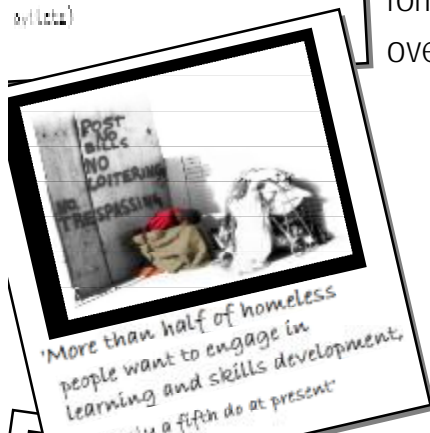 ove
POST
NO
BILLS
NO
LOITERING
NO
TRESPASSING
'More than half of homeless
people want to engage in
learning and skills development,
a fifth do at present'